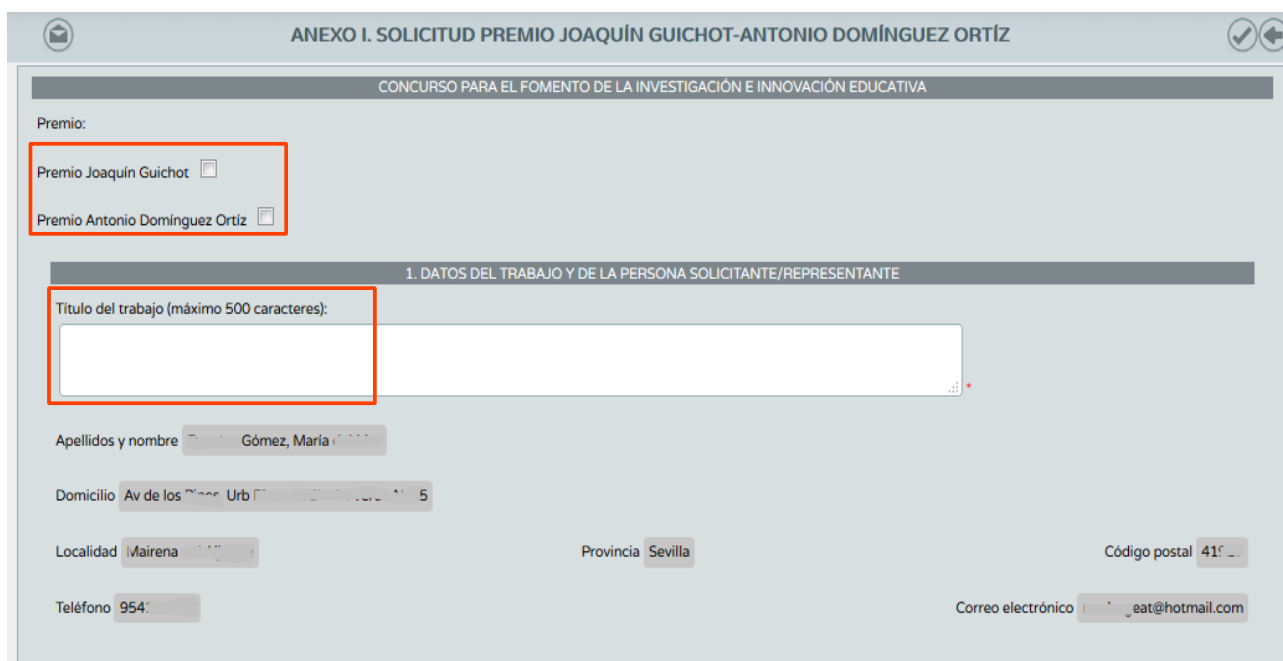 ANEXO I. SOLICITUD PREMIO JOAQUÍN GUICHOT-ANTONIO DOMÍNGUEZ ORTÍZ
CONCURSO PARA EL FOMENTO DE LA INVESTIGACIÓN E INNOVACIÓN EDUCATIVA
Premio:
Premio Joaquín Guichot
Premio Antonio Domínguez Ortíz
1. DATOS DEL TRABAJO Y DE LA PERSONA SOLICITANTE/REPRESENTANTE
Título del trabajo (máximo 500 caracteres):
*
Apellidos y nombre Gómez, María
Domicilio Av de los Urb 5
Localidad Mairena Provincia Sevilla Código postal
Teléfono Correo electrónico